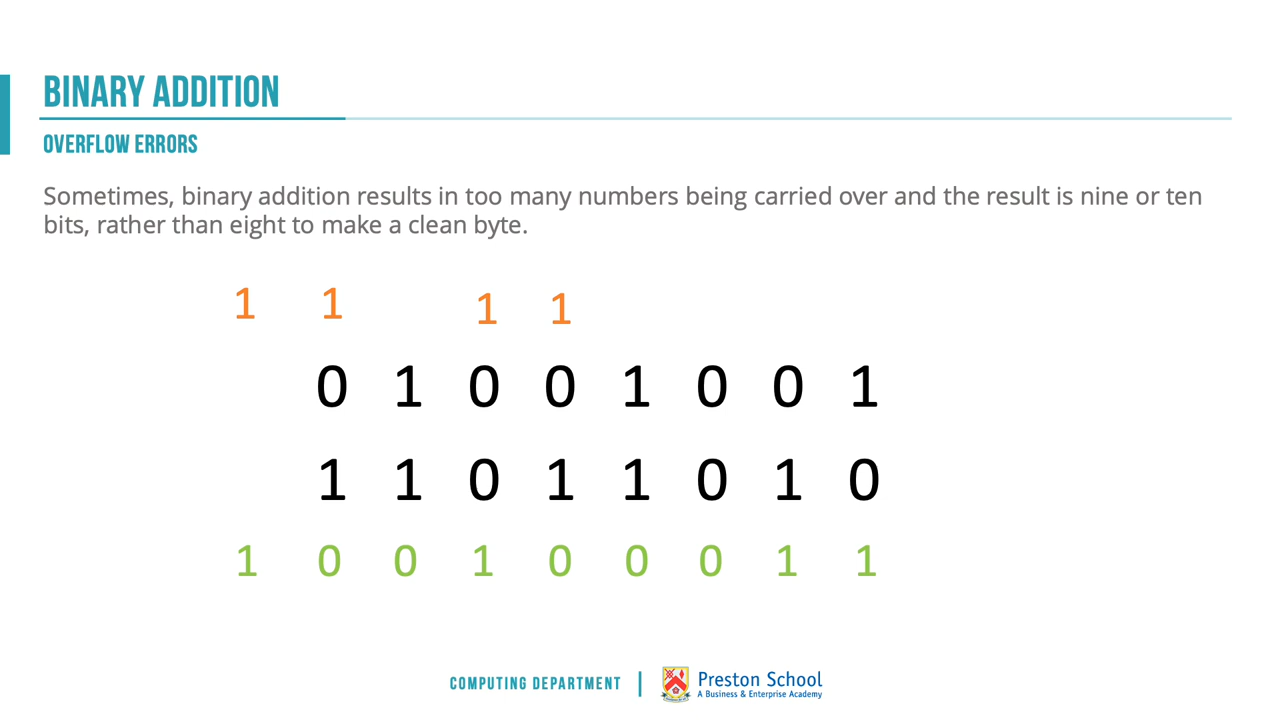 BINARY ADDITION
OVERFLOW ERRORS
Sometimes, binary addition results in too many numbers being carried over and the result is nine or ten
bits, rather than eight to make a clean byte.
1 1 1 1
0 1 0 0 1 0 0 1
1 1 0 1 1 0 1 0
1 0 0 1 0 0 0 1 1
COMPUTING DEPARTMENT | Preston School
A Business & Enterprise Academy